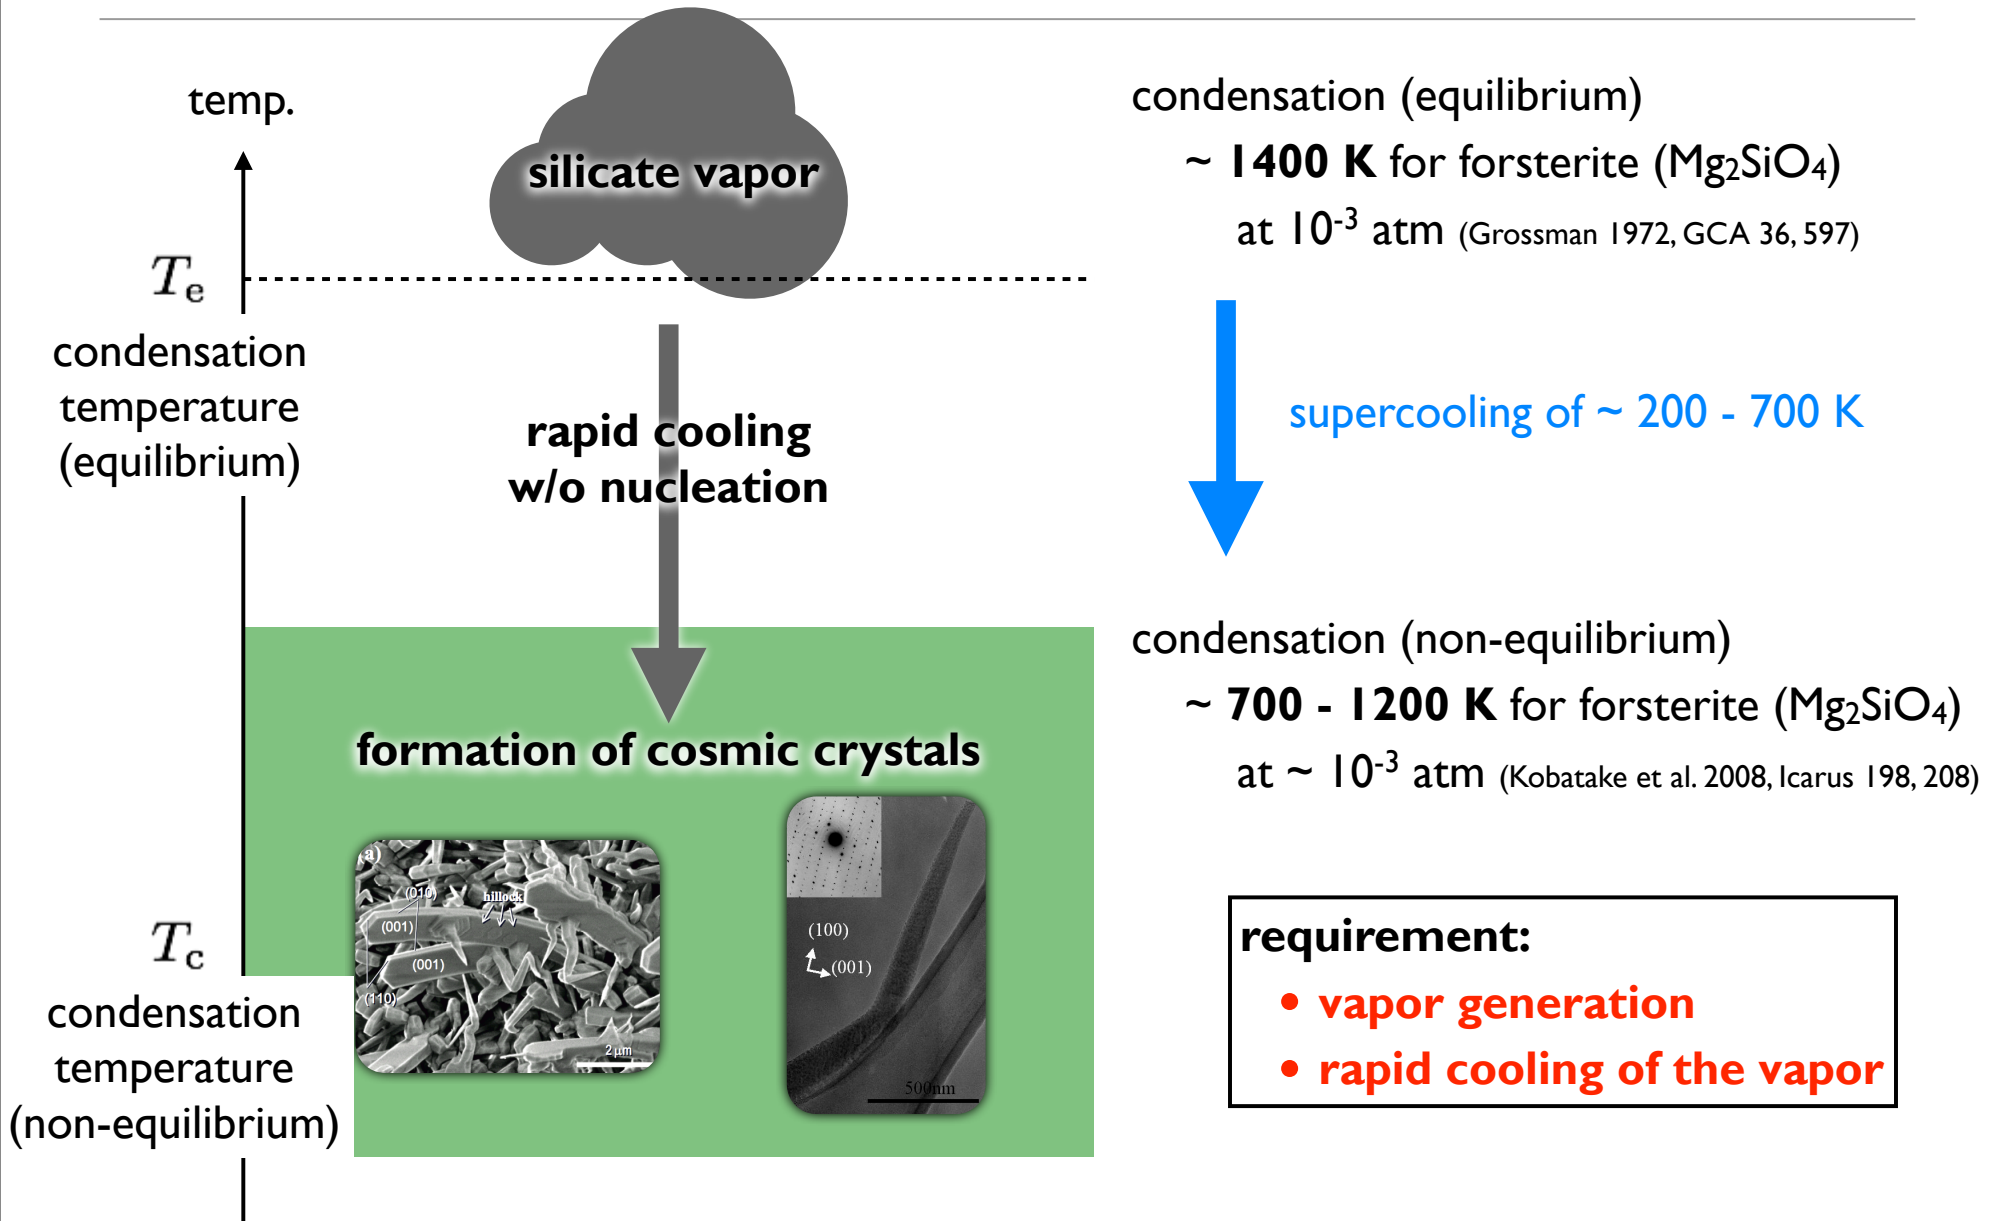 temp.
silicate vapor
T_e
condensation
temperature
(equilibrium)
rapid cooling
w/o nucleation
formation of cosmic crystals
(a)
(010)
hillock
(001)
(001)
(110)
2 μm
(100)
(001)
500nm
T_c
condensation
temperature
(non-equilibrium)
condensation (equilibrium)
~ 1400 K for forsterite (Mg₂SiO₄)
at 10⁻³ atm (Grossman 1972, GCA 36, 597)
supercooling of ~ 200 - 700 K
condensation (non-equilibrium)
~ 700 - 1200 K for forsterite (Mg₂SiO₄)
at ~ 10⁻³ atm (Kobatake et al. 2008, Icarus 198, 208)
requirement:
• vapor generation
• rapid cooling of the vapor